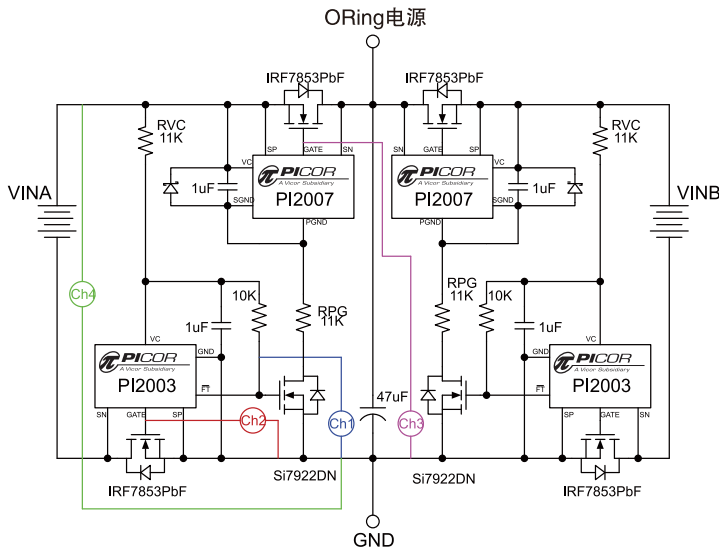 ORing电源
IRF7853PbF
IRF7853PbF
RVC
11K
RVC
11K
SP
GATE
SN
SN
GATE
SP
VC
PICOR
A Vicor Subsidiary
PI2007
SGND
PGND
1uF
PICOR
A Vicor Subsidiary
PI2007
VC
SGND
PGND
1uF
VINA
VINB
Ch4
10K
RPG
11K
RPG
11K
10K
1uF
1uF
VC
GND
PICOR
A Vicor Subsidiary
PI2003
FT
SN
GATE
SP
VC
GND
PICOR
A Vicor Subsidiary
PI2003
FT
SP
GATE
SN
47uF
Ch2
Ch1
Ch3
Si7922DN
Si7922DN
IRF7853PbF
IRF7853PbF
GND